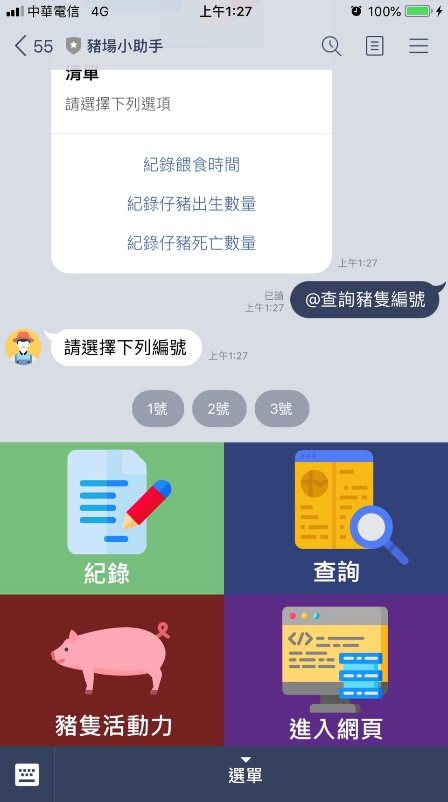 中華電信 4G 上午1:27 100%
55 豬場小助手
清單
請選擇下列選項
紀錄餵食時間
紀錄仔豬出生數量
紀錄仔豬死亡數量
上午1:27
已讀
上午1:27
@查詢豬隻編號
請選擇下列編號
上午1:27
1號 2號 3號
紀錄
查詢
豬隻活動力
進入網頁
選單